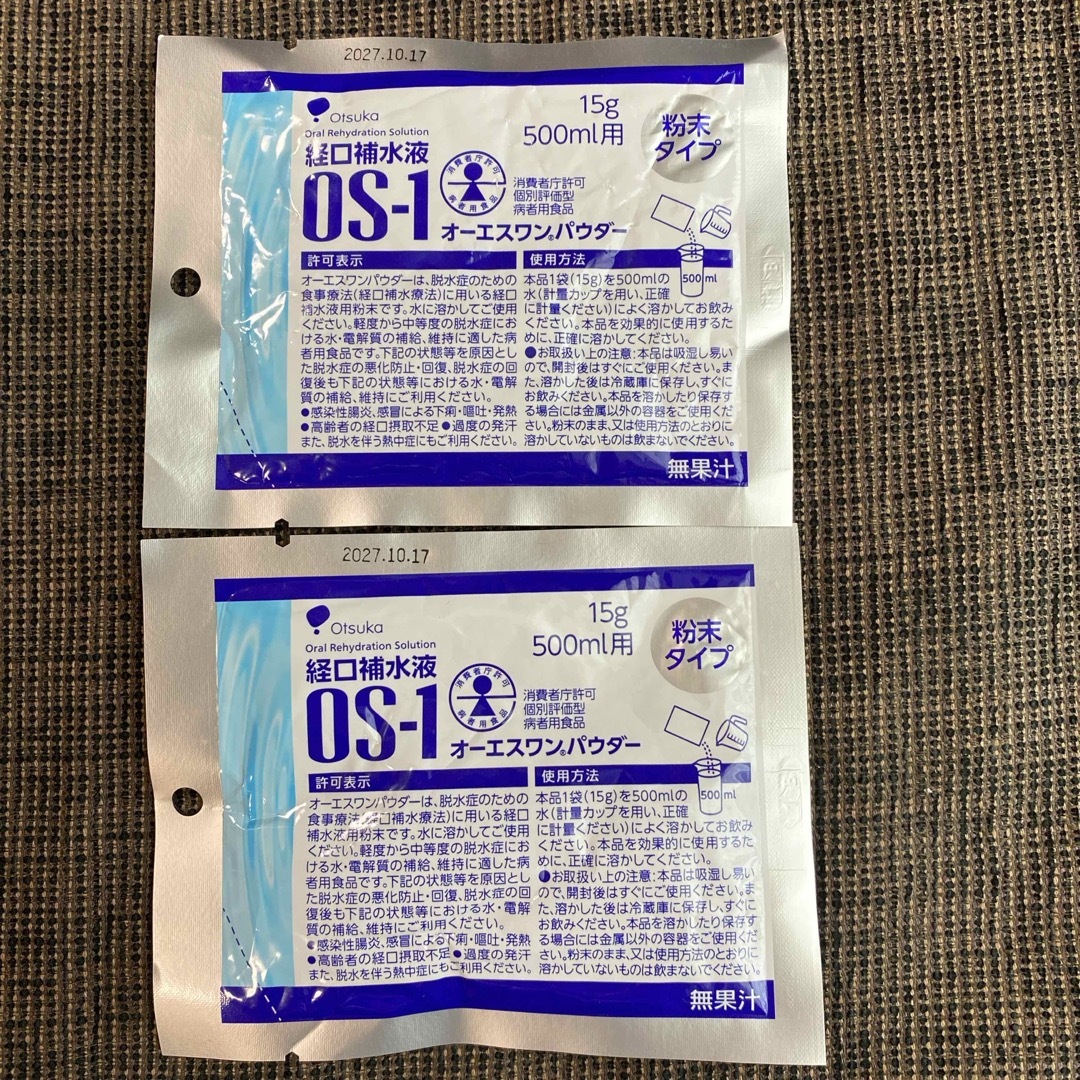 2027.10.17
Otsuka
Oral Rehydration Solution
経口補水液
OS-1
消費者庁許可
病者用食品
消費者庁許可
個別評価型
病者用食品
オーエスワン®パウダー
15g
500ml用
粉末
タイプ
500 ml
許可表示
オーエスワンパウダーは、脱水症のための
食事療法(経口補水療法)に用いる経口
補水液用粉末です。水に溶かしてご使用
ください。軽度から中等度の脱水症にお
ける水・電解質の補給、維持に適した病
者用食品です。下記の状態等を原因とし
た脱水症の悪化防止・回復、脱水症の回
復後も下記の状態等における水・電解
質の補給、維持にご利用ください。
●感染性腸炎、感冒による下痢・嘔吐・発熱
●高齢者の経口摂取不足 ●過度の発汗
また、脱水を伴う熱中症にもご利用ください。
使用方法
本品1袋(15g)を500mlの
水(計量カップを用い、正確
に計量ください)によく溶かしてお飲み
ください。本品を効果的に使用するた
めに、正確に溶かしてください。
●お取扱い上の注意:本品は吸湿し易い
ので、開封後はすぐにご使用ください。ま
た、溶かした後は冷蔵庫に保存し、すぐに
お飲みください。本品を溶かしたり保存す
る場合には金属以外の容器をご使用くだ
さい。粉末のまま、又は使用方法のとおりに
溶かしていないものは飲まないでください。
無果汁
2027.10.17
Otsuka
Oral Rehydration Solution
経口補水液
OS-1
消費者庁許可
病者用食品
消費者庁許可
個別評価型
病者用食品
オーエスワン®パウダー
15g
500ml用
粉末
タイプ
500 ml
許可表示
オーエスワンパウダーは、脱水症のための
食事療法(経口補水療法)に用いる経口
補水液用粉末です。水に溶かしてご使用
ください。軽度から中等度の脱水症にお
ける水・電解質の補給、維持に適した病
者用食品です。下記の状態等を原因とし
た脱水症の悪化防止・回復、脱水症の回
復後も下記の状態等における水・電解
質の補給、維持にご利用ください。
●感染性腸炎、感冒による下痢・嘔吐・発熱
●高齢者の経口摂取不足 ●過度の発汗
また、脱水を伴う熱中症にもご利用ください。
使用方法
本品1袋(15g)を500mlの
水(計量カップを用い、正確
に計量ください)によく溶かしてお飲み
ください。本品を効果的に使用するた
めに、正確に溶かしてください。
●お取扱い上の注意:本品は吸湿し易い
ので、開封後はすぐにご使用ください。ま
た、溶かした後は冷蔵庫に保存し、すぐに
お飲みください。本品を溶かしたり保存す
る場合には金属以外の容器をご使用くだ
さい。粉末のまま、又は使用方法のとおりに
溶かしていないものは飲まないでください。
無果汁